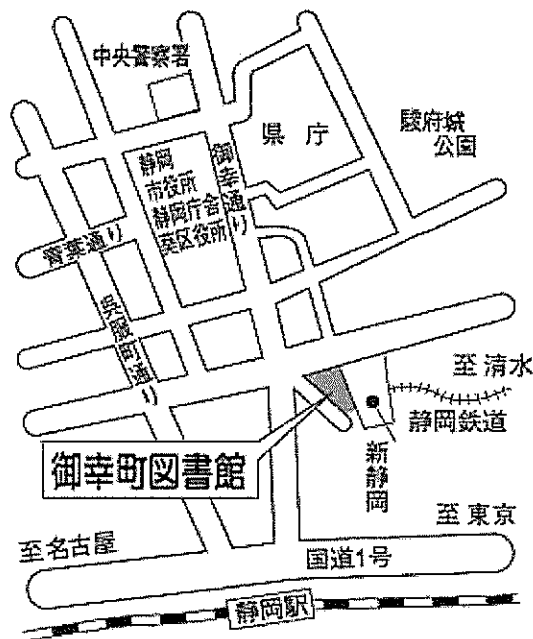 中央警察署
県庁
駿府城
公園
御幸通り
静岡
市役所
静岡庁舎
葵区役所
青葉通り
呉服町通り
至清水
静岡鉄道
新静岡
御幸町図書館
至東京
至名古屋
国道1号
静岡駅